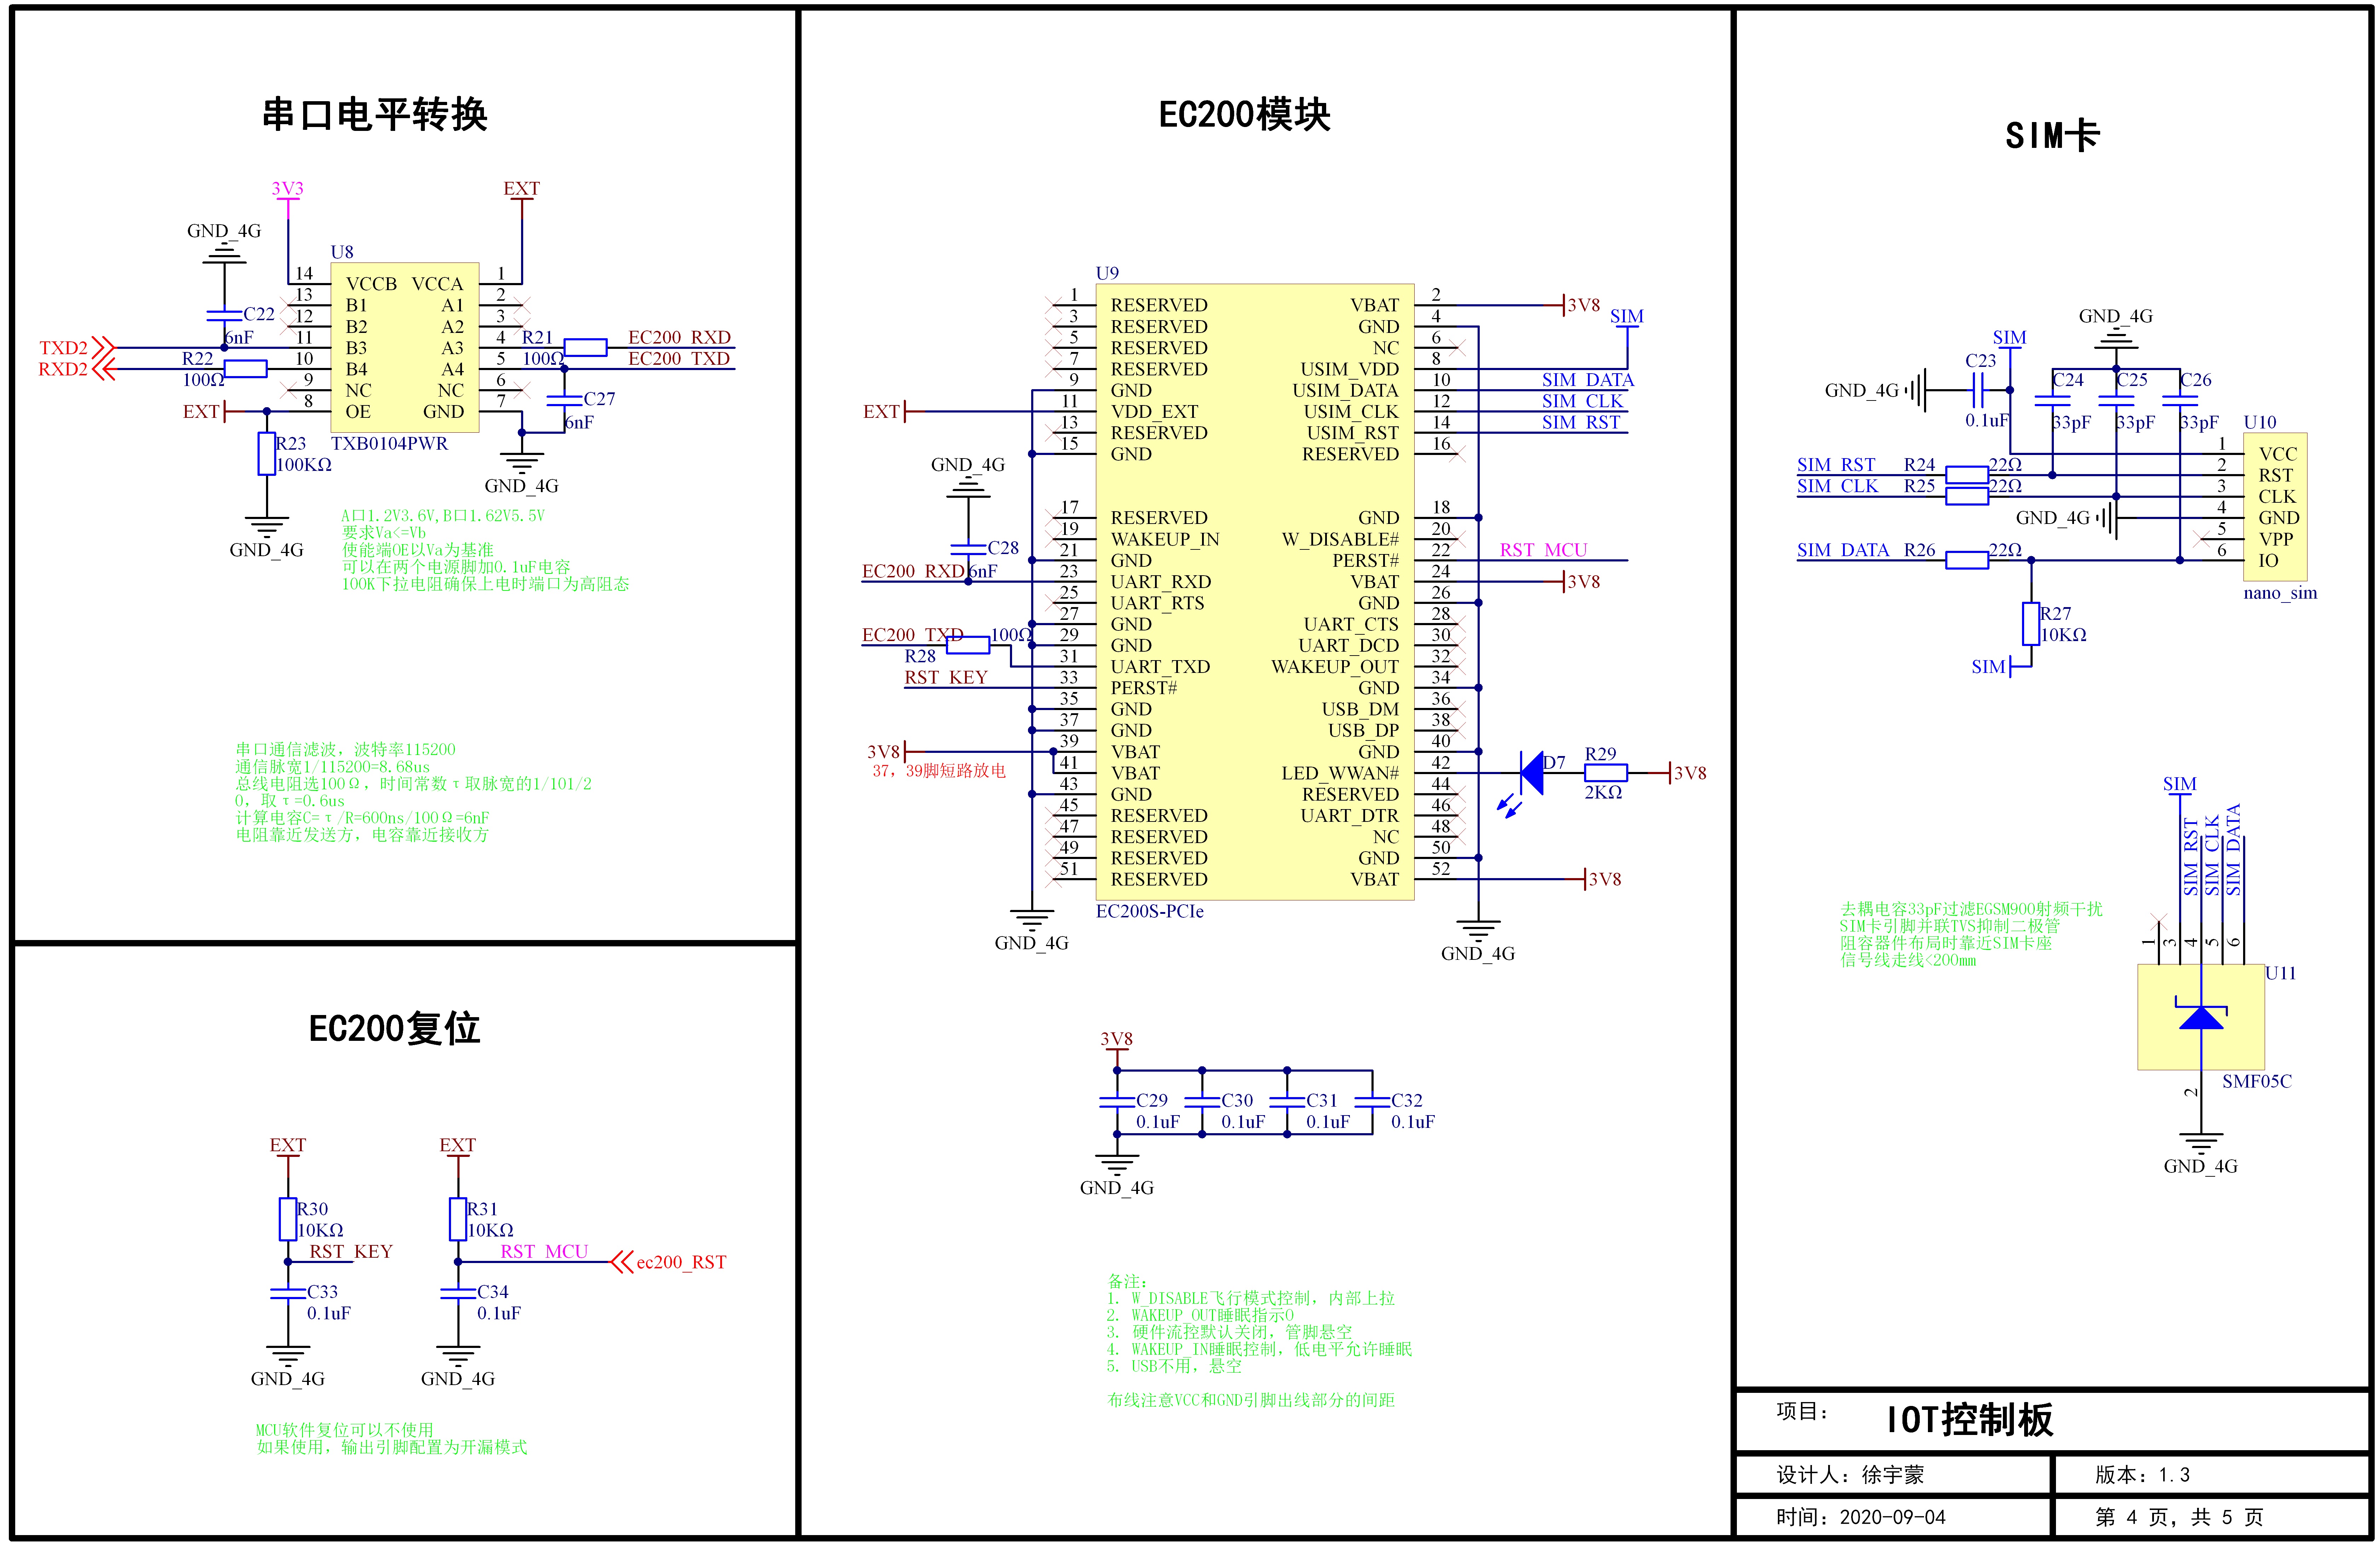 串口电平转换
3V3
EXT
GND_4G
U8
14
VCCB
VCCA
1
13
B1
A1
2
C22
12
B2
A2
3
6nF
TXD2
11
B3
A3
4
R21
EC200_RXD
RXD2
R22
10
B4
A4
5
100Ω
EC200_TXD
100Ω
9
NC
NC
6
C27
EXT
8
OE
GND
7
6nF
R23
TXB0104PWR
100KΩ
GND_4G
GND_4G
A口1.2V3.6V,B口1.62V5.5V
要求Va<=Vb
使能端OE以Va为基准
可以在两个电源脚加0.1uF电容
100K下拉电阻确保上电时端口为高阻态
串口通信滤波，波特率115200
通信脉宽1/115200=8.68us
总线电阻选100Ω，时间常数τ取脉宽的1/101/2
0，取τ=0.6us
计算电容C=τ/R=600ns/100Ω=6nF
电阻靠近发送方，电容靠近接收方
EC200复位
EXT
EXT
R30
R31
10KΩ
10KΩ
RST_KEY
RST_MCU
ec200_RST
C33
C34
0.1uF
0.1uF
GND_4G
GND_4G
MCU软件复位可以不使用
如果使用，输出引脚配置为开漏模式
EC200模块
U9
1
RESERVED
VBAT
2
3V8
3
RESERVED
GND
4
SIM
5
RESERVED
NC
6
7
RESERVED
USIM_VDD
8
9
GND
USIM_DATA
10
SIM_DATA
EXT
11
VDD_EXT
USIM_CLK
12
SIM_CLK
13
RESERVED
USIM_RST
14
SIM_RST
15
GND
RESERVED
16
GND_4G
17
RESERVED
GND
18
19
WAKEUP_IN
W_DISABLE#
20
C28
21
GND
PERST#
22
RST_MCU
EC200_RXD
6nF
23
UART_RXD
VBAT
24
3V8
25
UART_RTS
GND
26
27
GND
UART_CTS
28
EC200_TXD
100Ω
29
GND
UART_DCD
30
R28
31
UART_TXD
WAKEUP_OUT
32
RST_KEY
33
PERST#
GND
34
35
GND
USB_DM
36
37
GND
USB_DP
38
3V8
39
VBAT
GND
40
37，39脚短路放电
41
VBAT
LED_WWAN#
42
D7
R29
3V8
2KΩ
43
GND
RESERVED
44
45
RESERVED
UART_DTR
46
47
RESERVED
NC
48
49
RESERVED
GND
50
51
RESERVED
VBAT
52
3V8
EC200S-PCIe
GND_4G
GND_4G
3V8
C29
C30
C31
C32
0.1uF
0.1uF
0.1uF
0.1uF
GND_4G
备注：
1. W_DISABLE飞行模式控制，内部上拉
2. WAKEUP_OUT睡眠指示O
3. 硬件流控默认关闭，管脚悬空
4. WAKEUP_IN睡眠控制，低电平允许睡眠
5. USB不用，悬空
布线注意VCC和GND引脚出线部分的间距
SIM卡
GND_4G
SIM
C23
C24
C25
C26
GND_4G
0.1uF
33pF
33pF
33pF
U10
1
VCC
SIM_RST
R24
22Ω
2
RST
SIM_CLK
R25
22Ω
3
CLK
GND_4G
4
GND
5
VPP
SIM_DATA
R26
22Ω
6
IO
nano_sim
R27
10KΩ
SIM
SIM
SIM_RST
SIM_CLK
SIM_DATA
去耦电容33pF过滤EGSM900射频干扰
SIM卡引脚并联TVS抑制二极管
阻容器件布局时靠近SIM卡座
信号线走线<200mm
1
3
4
5
6
U11
SMF05C
2
GND_4G
项目：
IOT控制板
设计人：徐宇蒙
版本：1.3
时间：2020-09-04
第 4 页，共 5 页